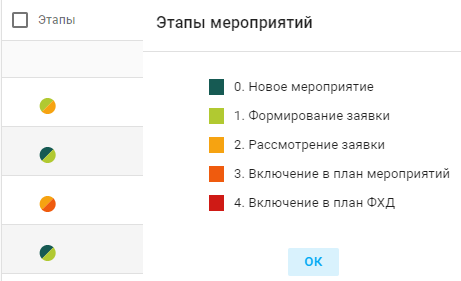 Этапы
Этапы мероприятий
0. Новое мероприятие
1. Формирование заявки
2. Рассмотрение заявки
3. Включение в план мероприятий
4. Включение в план ФХД
ОК